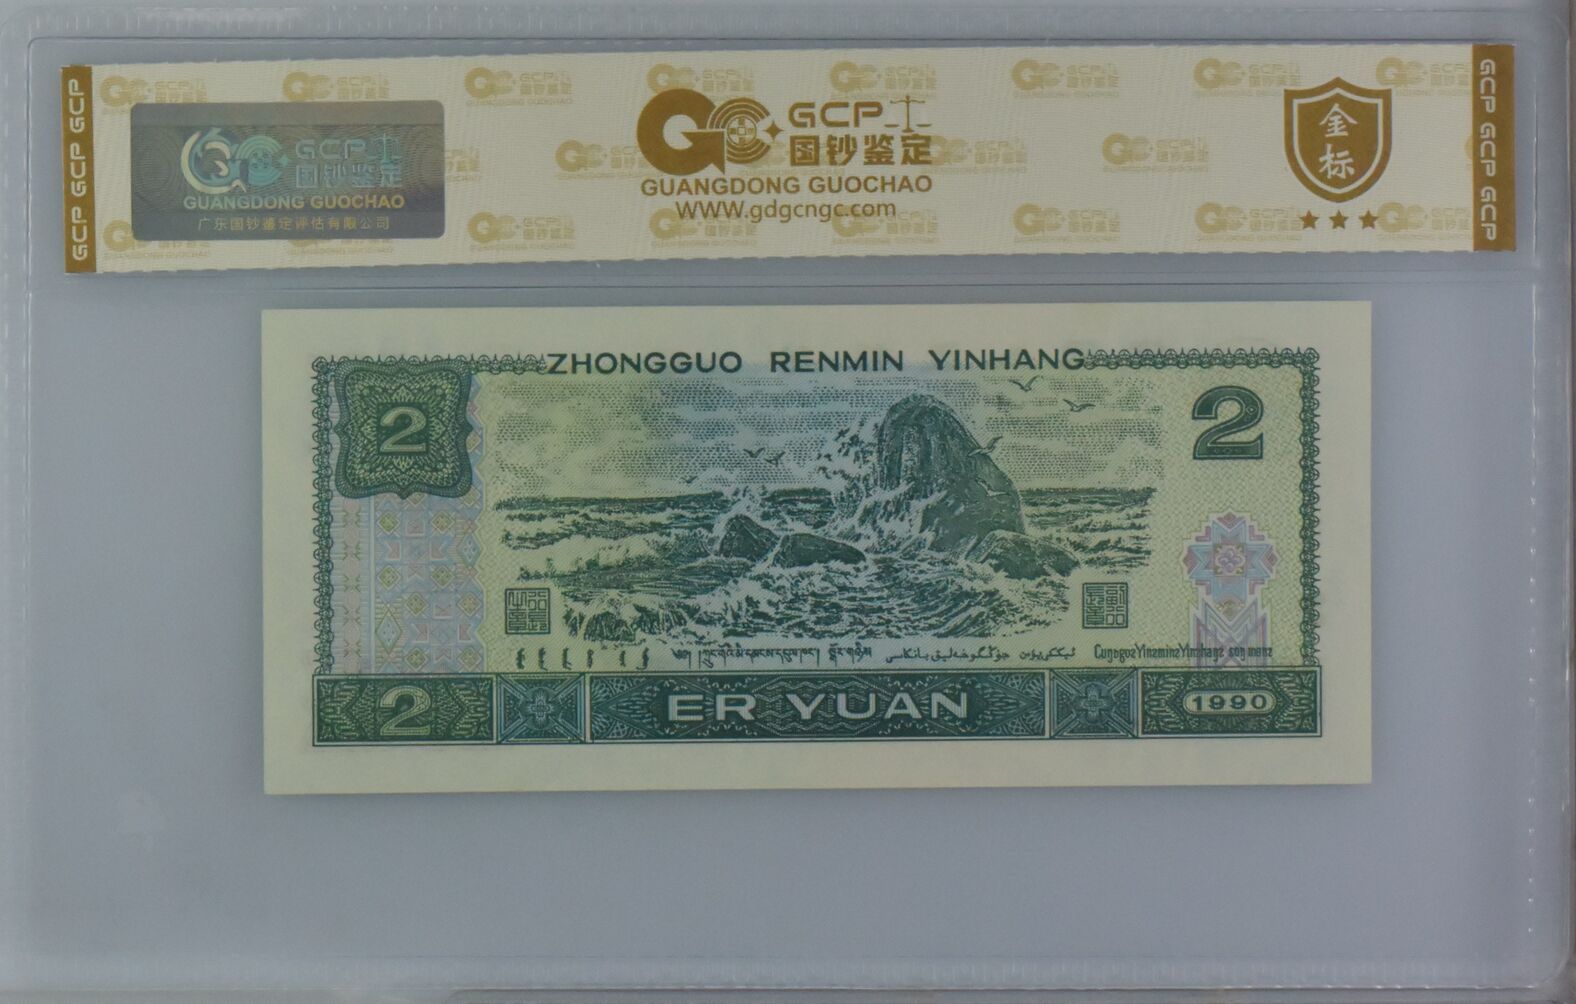 GCP GCP
GCP 国钞鉴定
GUANGDONG GUOCHAO
广东国钞鉴定评估有限公司
GCP
国钞鉴定
GUANGDONG GUOCHAO
WWW.gdgcngc.com
金标
GCP GCP
ZHONGGUO RENMIN YINHANG
2
2
2
ER YUAN
1990